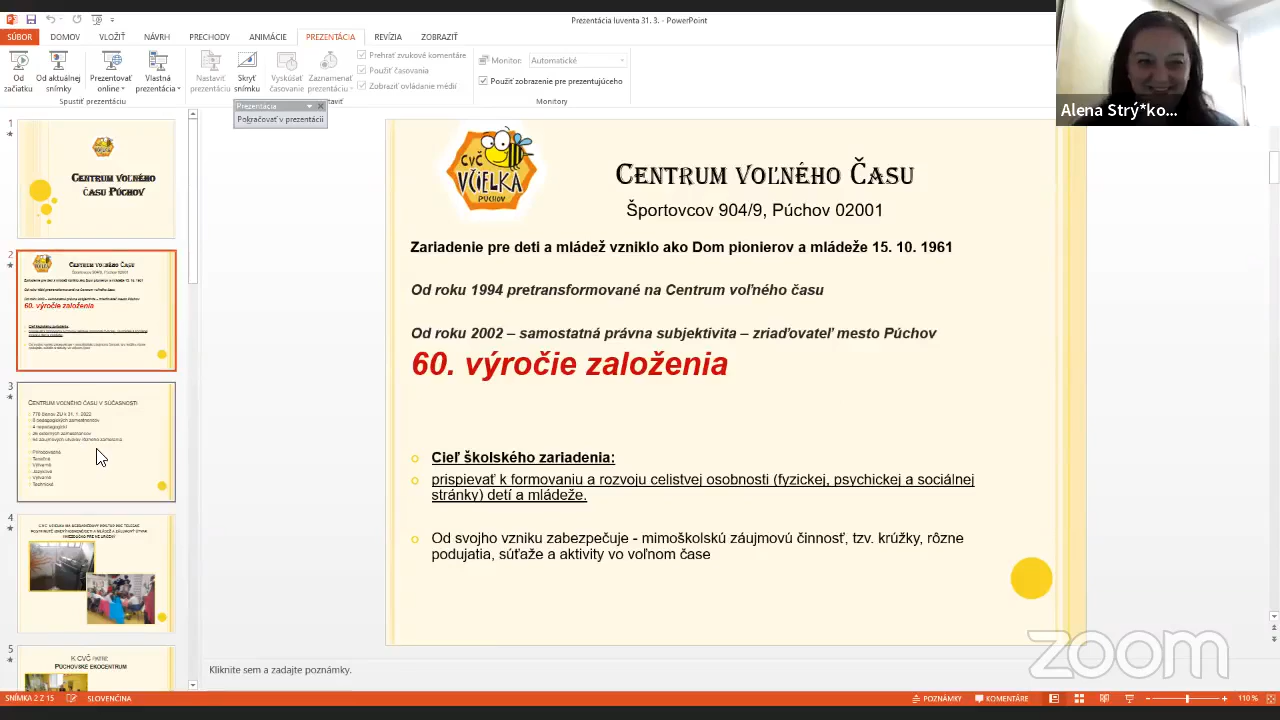 Prezentácia Iuventa 31. 3. - PowerPoint
SÚBOR DOMOV VLOŽIŤ NÁVRH PRECHODY ANIMÁCIE PREZENTÁCIA REVÍZIA ZOBRAZIŤ
Od začiatku
Od aktuálnej snímky
Prezentovať online
Vlastná prezentácia
Nastaviť prezentáciu
Skryť snímku
Vyskúšať časovanie
Zaznamenať prezentáciu
Prehrať zvukové komentáre
Použiť časovania
Zobraziť ovládanie médií
Monitor: Automatické
Použiť zobrazenie pre prezentujúceho
Spustiť prezentáciu
Monitory
Prezentácia
Pokračovať v prezentácii
Alena Strý*ko...
1
CENTRUM VOĽNÉHO
ČASU PÚCHOV
2
3
CENTRUM VOĽNÉHO ČASU V SÚČASNOSTI
4
5
K CVČ PATRÍ
PÚCHOVSKÉ EKOCENTRUM
CVČ
VČIELKA
PÚCHOV
CENTRUM VOĽNÉHO ČASU
Športovcov 904/9, Púchov 02001
Zariadenie pre deti a mládež vzniklo ako Dom pionierov a mládeže 15. 10. 1961
Od roku 1994 pretransformované na Centrum voľného času
Od roku 2002 – samostatná právna subjektivita – zriaďovateľ mesto Púchov
60. výročie založenia
Cieľ školského zariadenia:
prispievať k formovaniu a rozvoju celistvej osobnosti (fyzickej, psychickej a sociálnej
stránky) detí a mládeže.
Od svojho vzniku zabezpečuje - mimoškolskú záujmovú činnosť, tzv. krúžky, rôzne
podujatia, súťaže a aktivity vo voľnom čase
zoom
Kliknite sem a zadajte poznámky.
SNÍMKA 2 Z 15 SLOVENČINA POZNÁMKY KOMENTÁRE 110 %